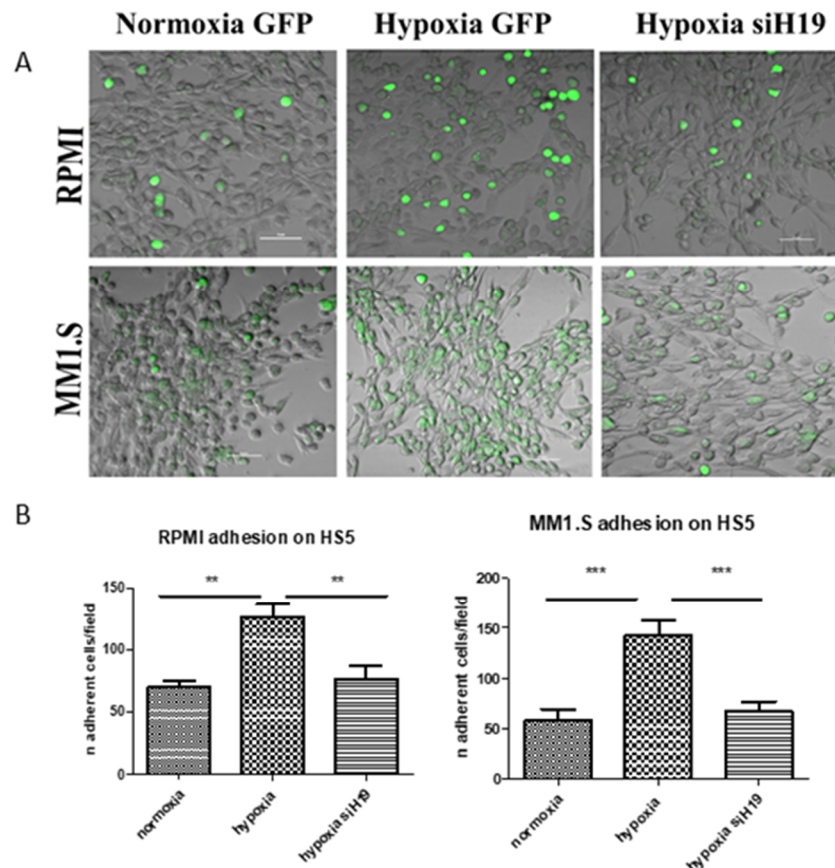 Normoxia GFP Hypoxia GFP Hypoxia siH19
A
RPMI
MM1.S
B
RPMI adhesion on HS5
n adherent cells/field
150
100
50
0
** **
normoxia
hypoxia
hypoxia siH19
MM1.S adhesion on HS5
n adherent cells/field
200
150
100
50
0
*** ***
normoxia
hypoxia
hypoxia siH19